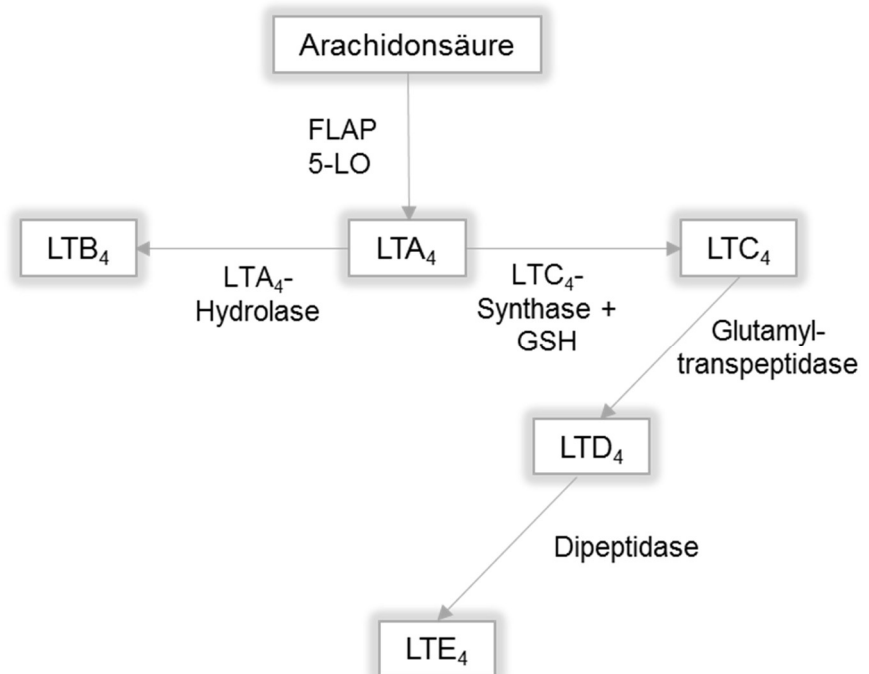 Arachidonsäure
FLAP
5-LO
LTB₄
LTA₄
LTC₄
LTA₄-
Hydrolase
LTC₄-
Synthase +
GSH
Glutamyl-
transpeptidase
LTD₄
Dipeptidase
LTE₄